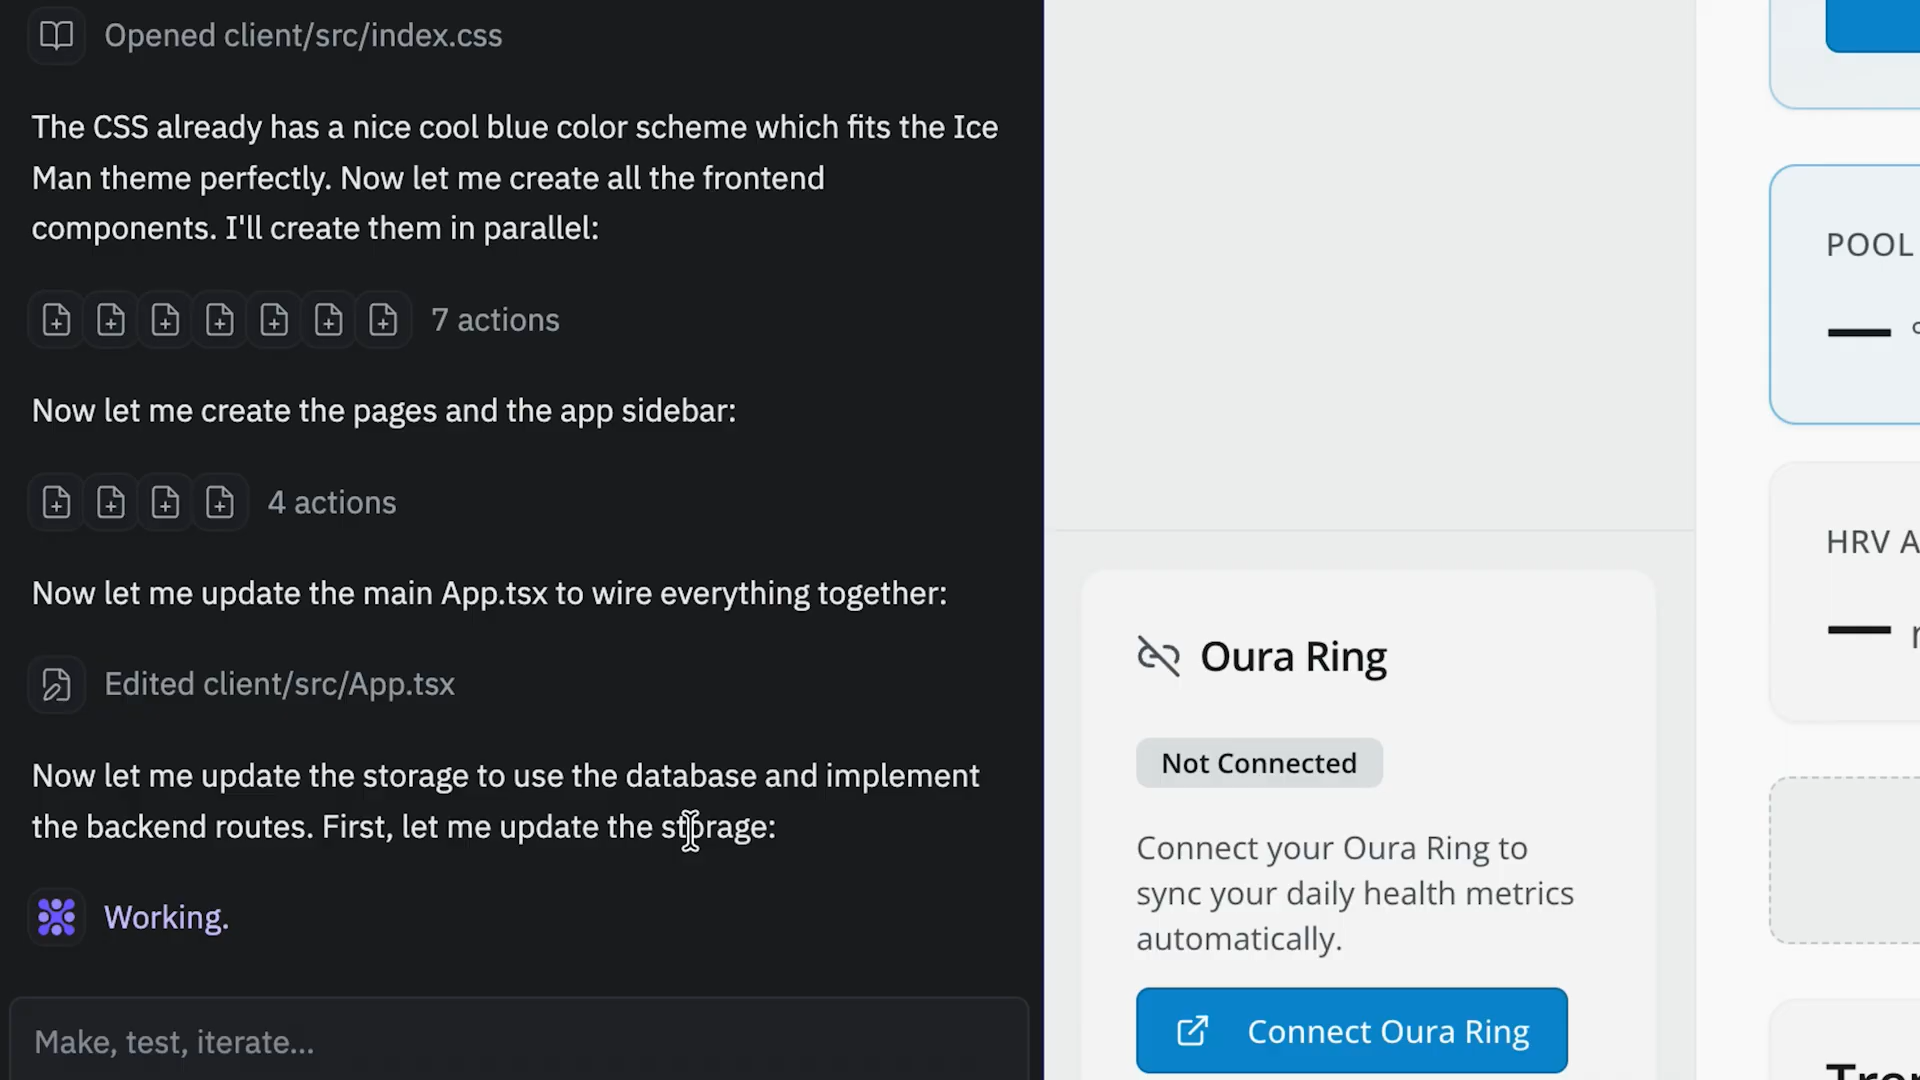 Opened client/src/index.css
The CSS already has a nice cool blue color scheme which fits the Ice
Man theme perfectly. Now let me create all the frontend
components. I'll create them in parallel:
7 actions
Now let me create the pages and the app sidebar:
4 actions
Now let me update the main App.tsx to wire everything together:
Edited client/src/App.tsx
Now let me update the storage to use the database and implement
the backend routes. First, let me update the storage:
Working.
Make, test, iterate...
Oura Ring
Not Connected
Connect your Oura Ring to
sync your daily health metrics
automatically.
Connect Oura Ring
POOL
HRV A